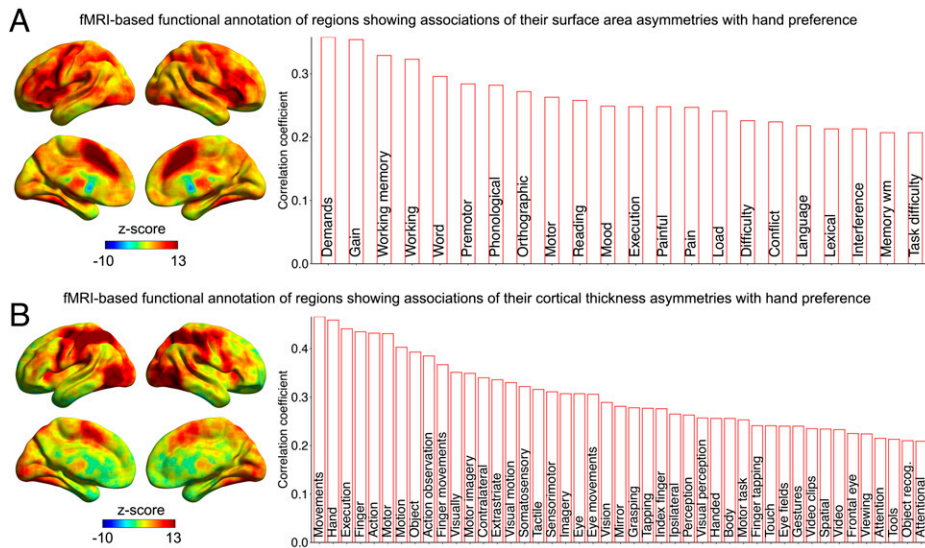 A
fMRI-based functional annotation of regions showing associations of their surface area asymmetries with hand preference
z-score
-10 13
Correlation coefficient
0.3
0.2
0.1
0.0
Demands
Gain
Working memory
Working
Word
Premotor
Phonological
Orthographic
Motor
Reading
Mood
Execution
Painful
Pain
Load
Difficulty
Conflict
Language
Lexical
Interference
Memory wm
Task difficulty
fMRI-based functional annotation of regions showing associations of their cortical thickness asymmetries with hand preference
B
z-score
-10 13
Correlation coefficient
0.4
0.3
0.2
0.1
0.0
Movements
Hand
Execution
Finger
Action
Motor
Motion
Object
Action observation
Finger movements
Visually
Motor imagery
Contralateral
Extrastriate
Visual motion
Somatosensory
Tactile
Sensorimotor
Imagery
Eye
Eye movements
Vision
Mirror
Grasping
Tapping
Index finger
Ipsilateral
Perception
Visual perception
Handed
Body
Motor task
Finger tapping
Touch
Eye fields
Gestures
Video clips
Spatial
Video
Frontal eye
Viewing
Attention
Tools
Object recog.
Attentional